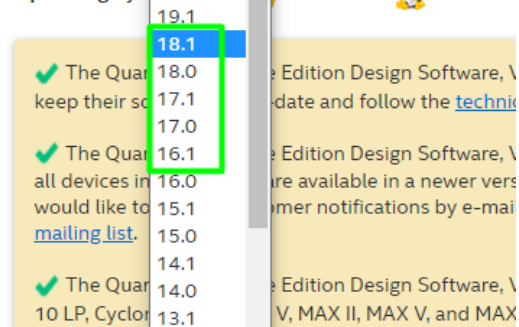 19.1
18.1
The Quar 18.0 Edition Design Software, V
keep their so 17.1 -date and follow the technic
17.0
The Quar 16.1 Edition Design Software, V
all devices in 16.0 are available in a newer vers
would like to 15.1 omer notifications by e-mail
mailing list. 15.0
14.1
The Quar 14.0 Edition Design Software, V
10 LP, Cyclon 13.1 V, MAX II, MAX V, and MAX